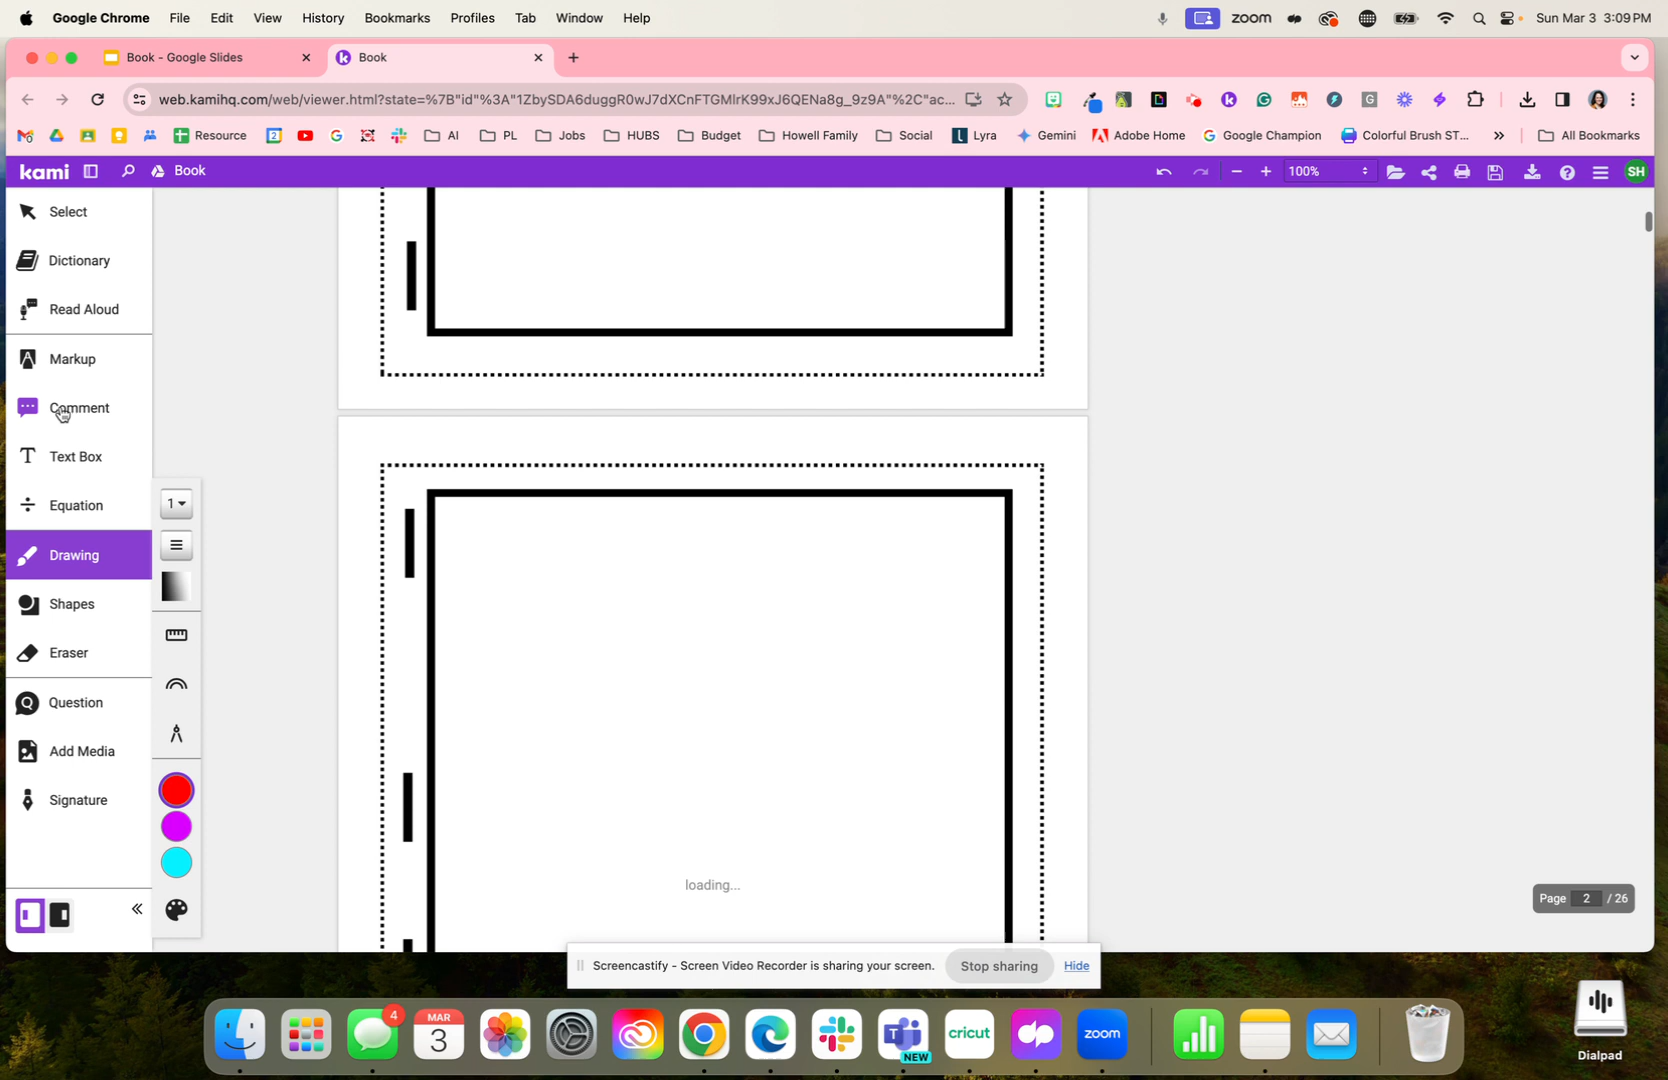 Google Chrome File Edit View History Bookmarks Profiles Tab Window Help zoom Sun Mar 3 3:09 PM
Book - Google Slides Book
web.kamihq.com/web/viewer.html?state=%7B"id"%3A"1ZbySDA6duggR0wJ7dXCnFTGMlrK99xJ6QENa8g_9z9A"%2C"ac...
Resource AI PL Jobs HUBS Budget Howell Family Social Lyra Gemini Adobe Home Google Champion Colorful Brush ST... » All Bookmarks
kami Book 100% SH
Select
Dictionary
Read Aloud
Markup
Comment
Text Box
Equation
Drawing
Shapes
Eraser
Question
Add Media
Signature
1
loading...
Page 2 / 26
Screencastify - Screen Video Recorder is sharing your screen. Stop sharing Hide
4
MAR
3
NEW
cricut
zoom
Dialpad